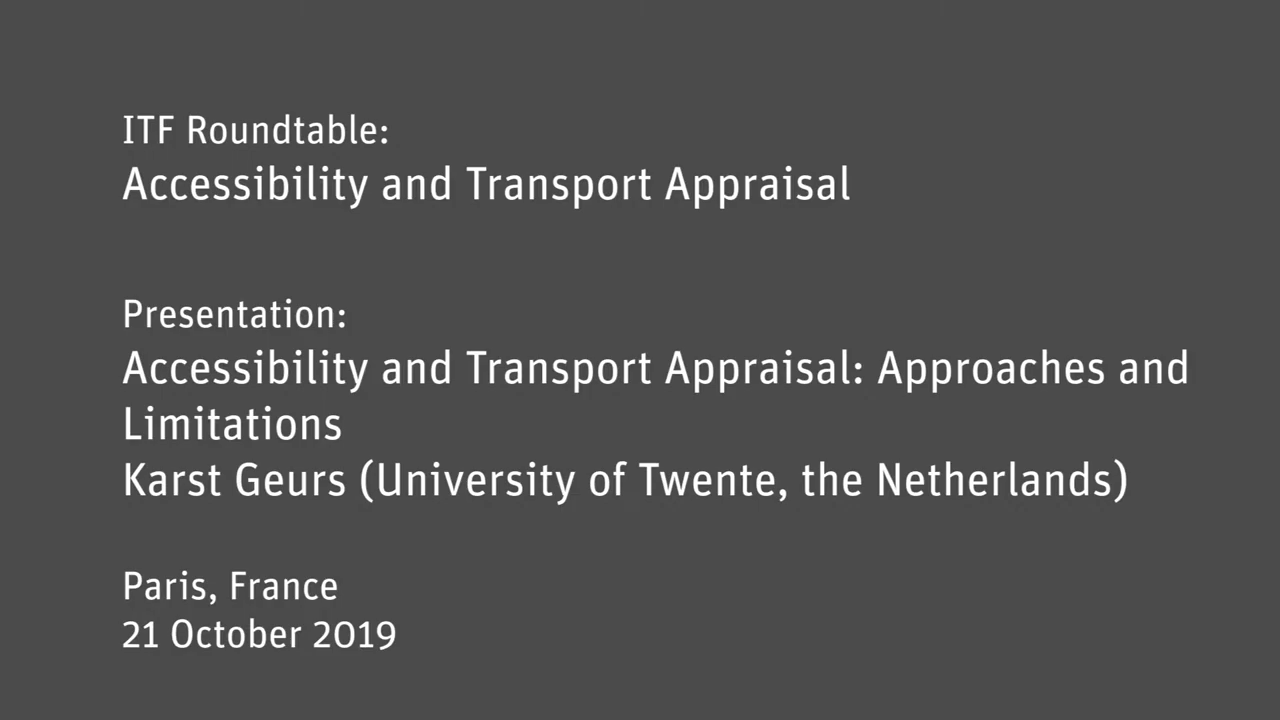 ITF Roundtable:
Accessibility and Transport Appraisal
Presentation:
Accessibility and Transport Appraisal: Approaches and
Limitations
Karst Geurs (University of Twente, the Netherlands)
Paris, France
21 October 2019